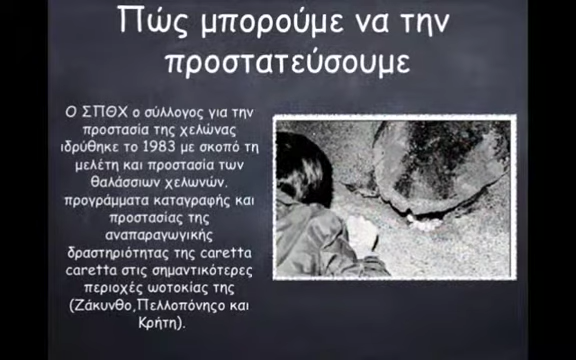 Πώς μπορούμε να την
προστατεύσουμε
Ο ΣΠΘΧ ο σύλλογος για την
προστασία της χελώνας
ιδρύθηκε το 1983 με σκοπό τη
μελέτη και προστασία των
θαλάσσιων χελωνών.
προγράμματα καταγραφής και
προστασίας της
αναπαραγωγικής
δραστηριότητας της caretta
caretta στις σημαντικότερες
περιοχές ωοτοκίας της
(Ζάκυνθο,Πελλοπόνησο και
Κρήτη).